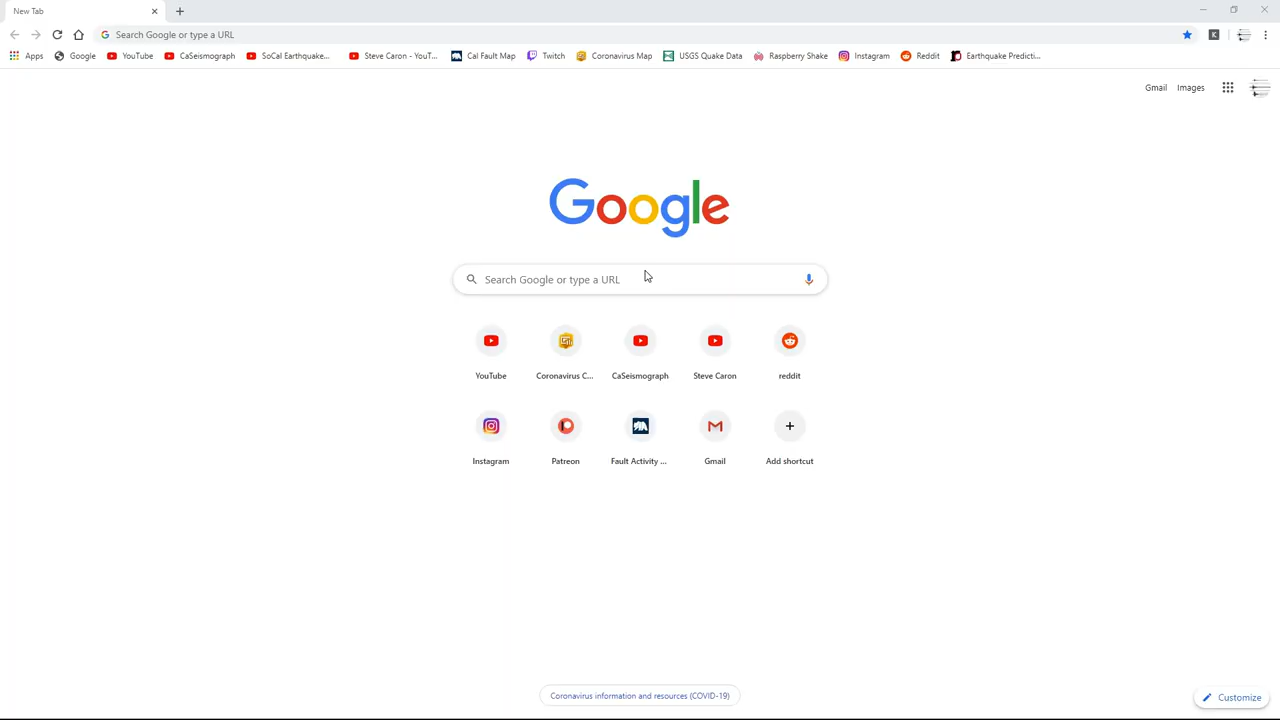 New Tab
Search Google or type a URL
Apps Google YouTube CaSeismograph SoCal Earthquake... Steve Caron - YouT... Cal Fault Map Twitch Coronavirus Map USGS Quake Data Raspberry Shake Instagram Reddit Earthquake Predicti...
Gmail Images
Google
Search Google or type a URL
YouTube Coronavirus C... CaSeismograph Steve Caron reddit
Instagram Patreon Fault Activity ... Gmail Add shortcut
Coronavirus information and resources (COVID-19)
Customize